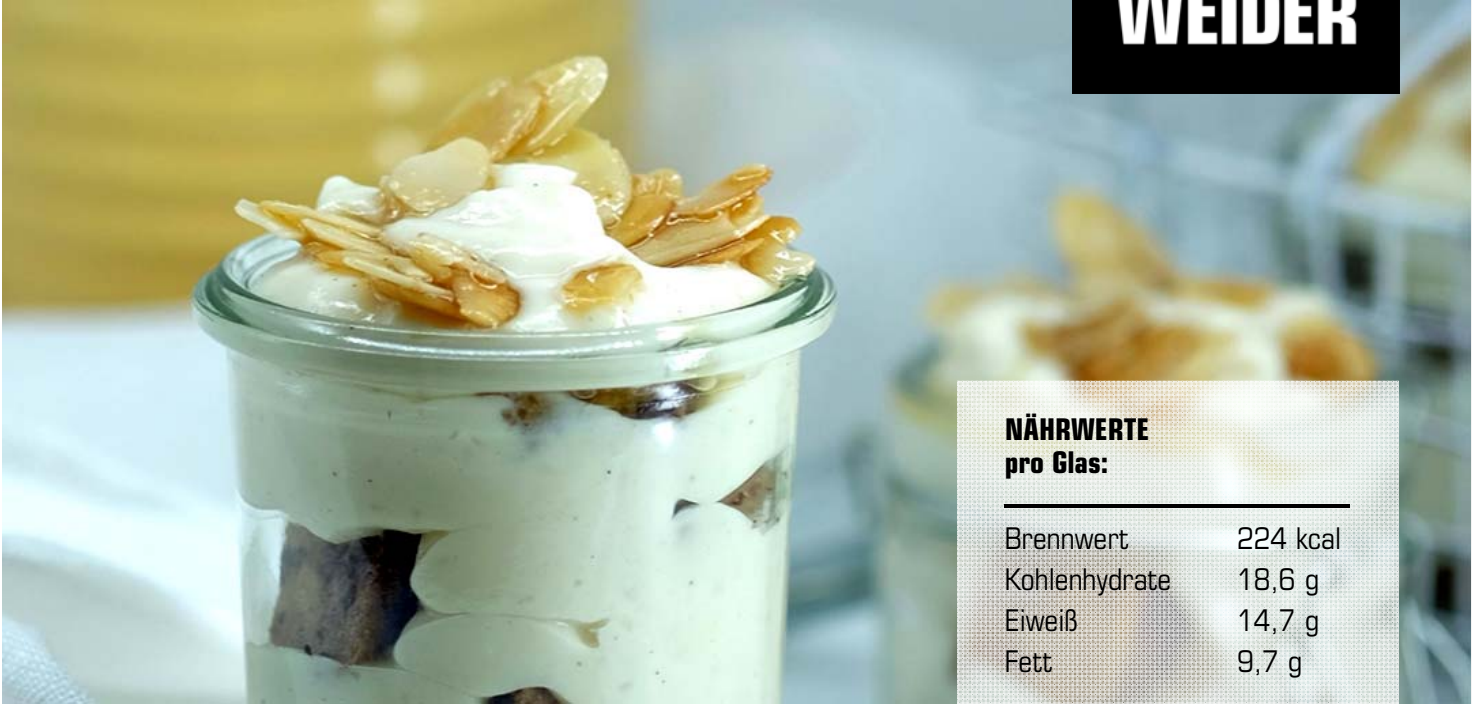 WEIDER
NÄHRWERTE
pro Glas:
Brennwert 224 kcal
Kohlenhydrate 18,6 g
Eiweiß 14,7 g
Fett 9,7 g